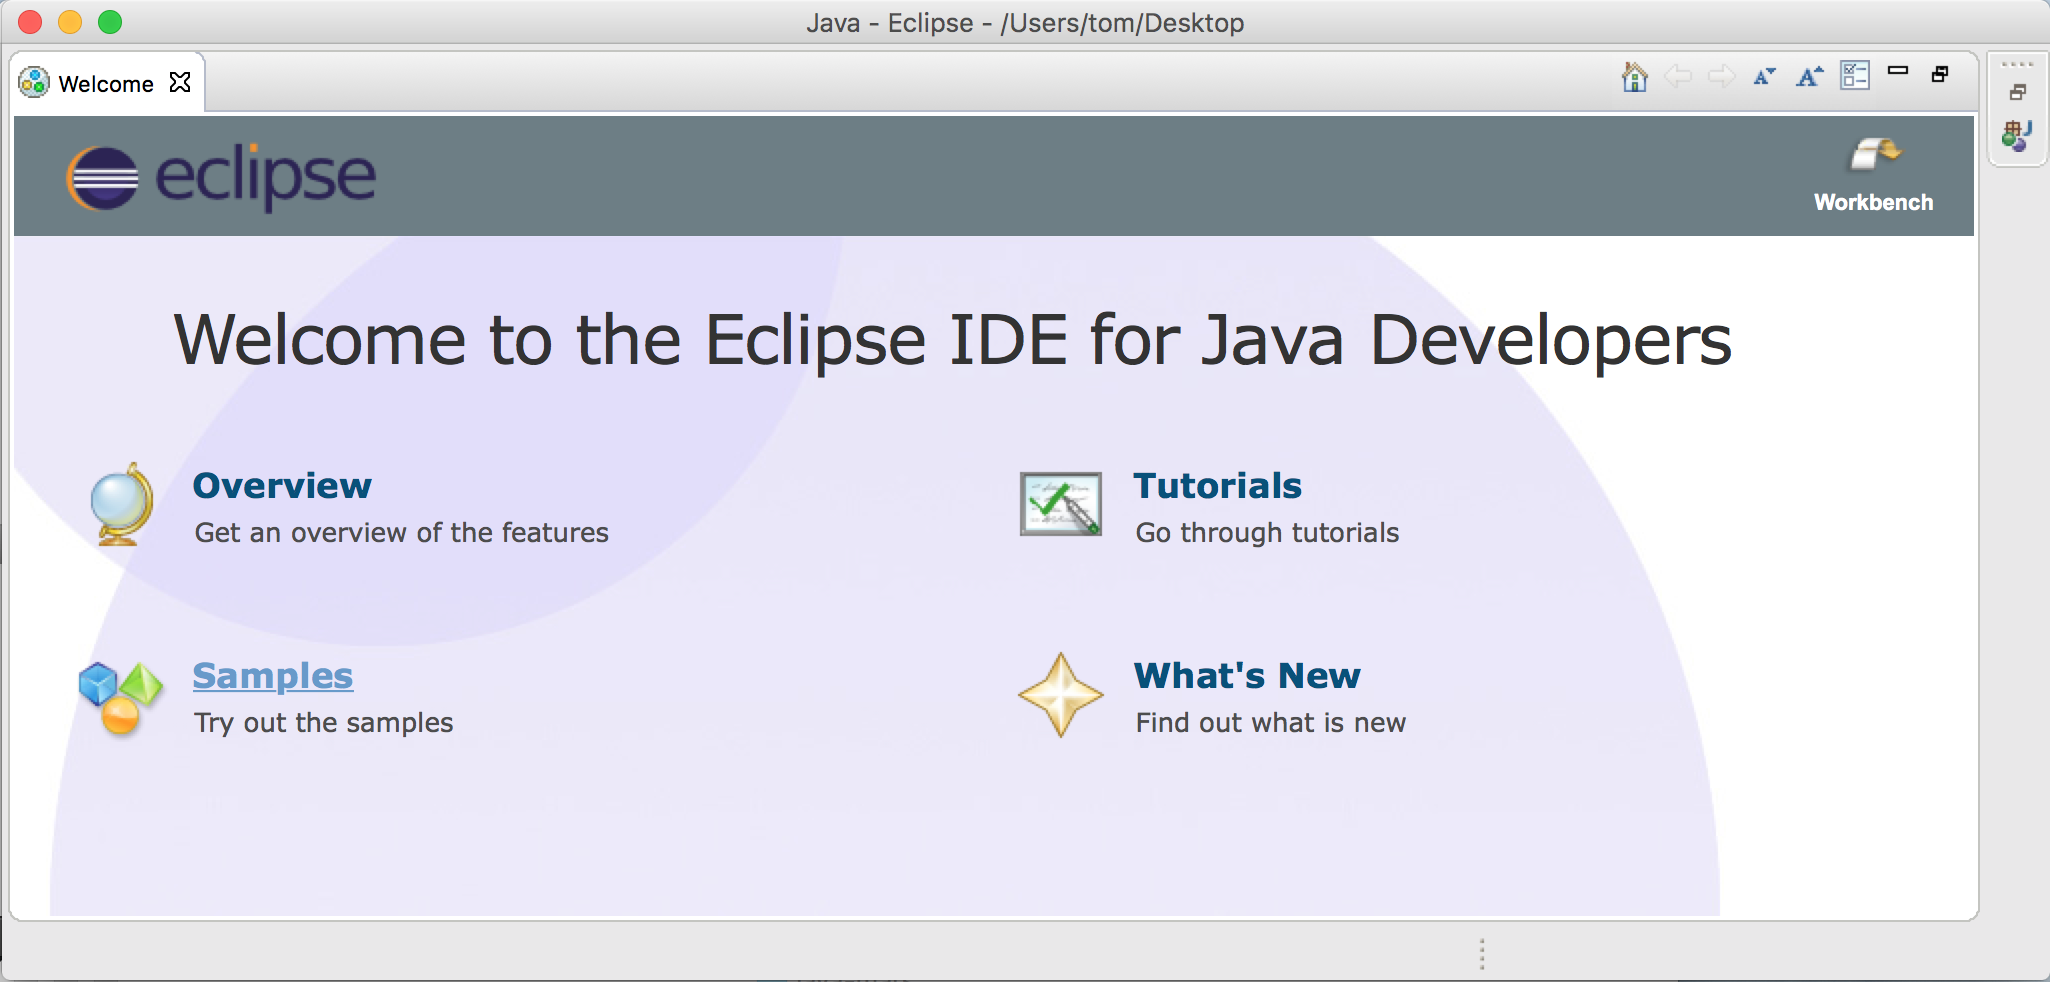 Java - Eclipse - /Users/tom/Desktop
Welcome
eclipse
Workbench
Welcome to the Eclipse IDE for Java Developers
Overview
Get an overview of the features
Tutorials
Go through tutorials
Samples
Try out the samples
What's New
Find out what is new